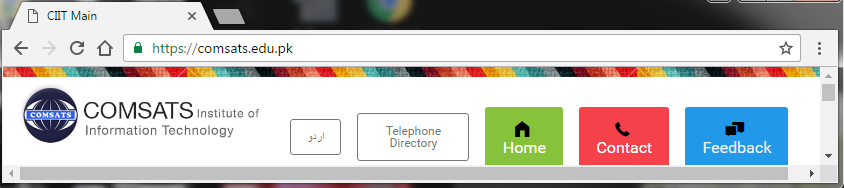 CIIT Main
https://comsats.edu.pk
COMSATS
COMSATS Institute of
Information Technology
اردو
Telephone
Directory
Home
Contact
Feedback